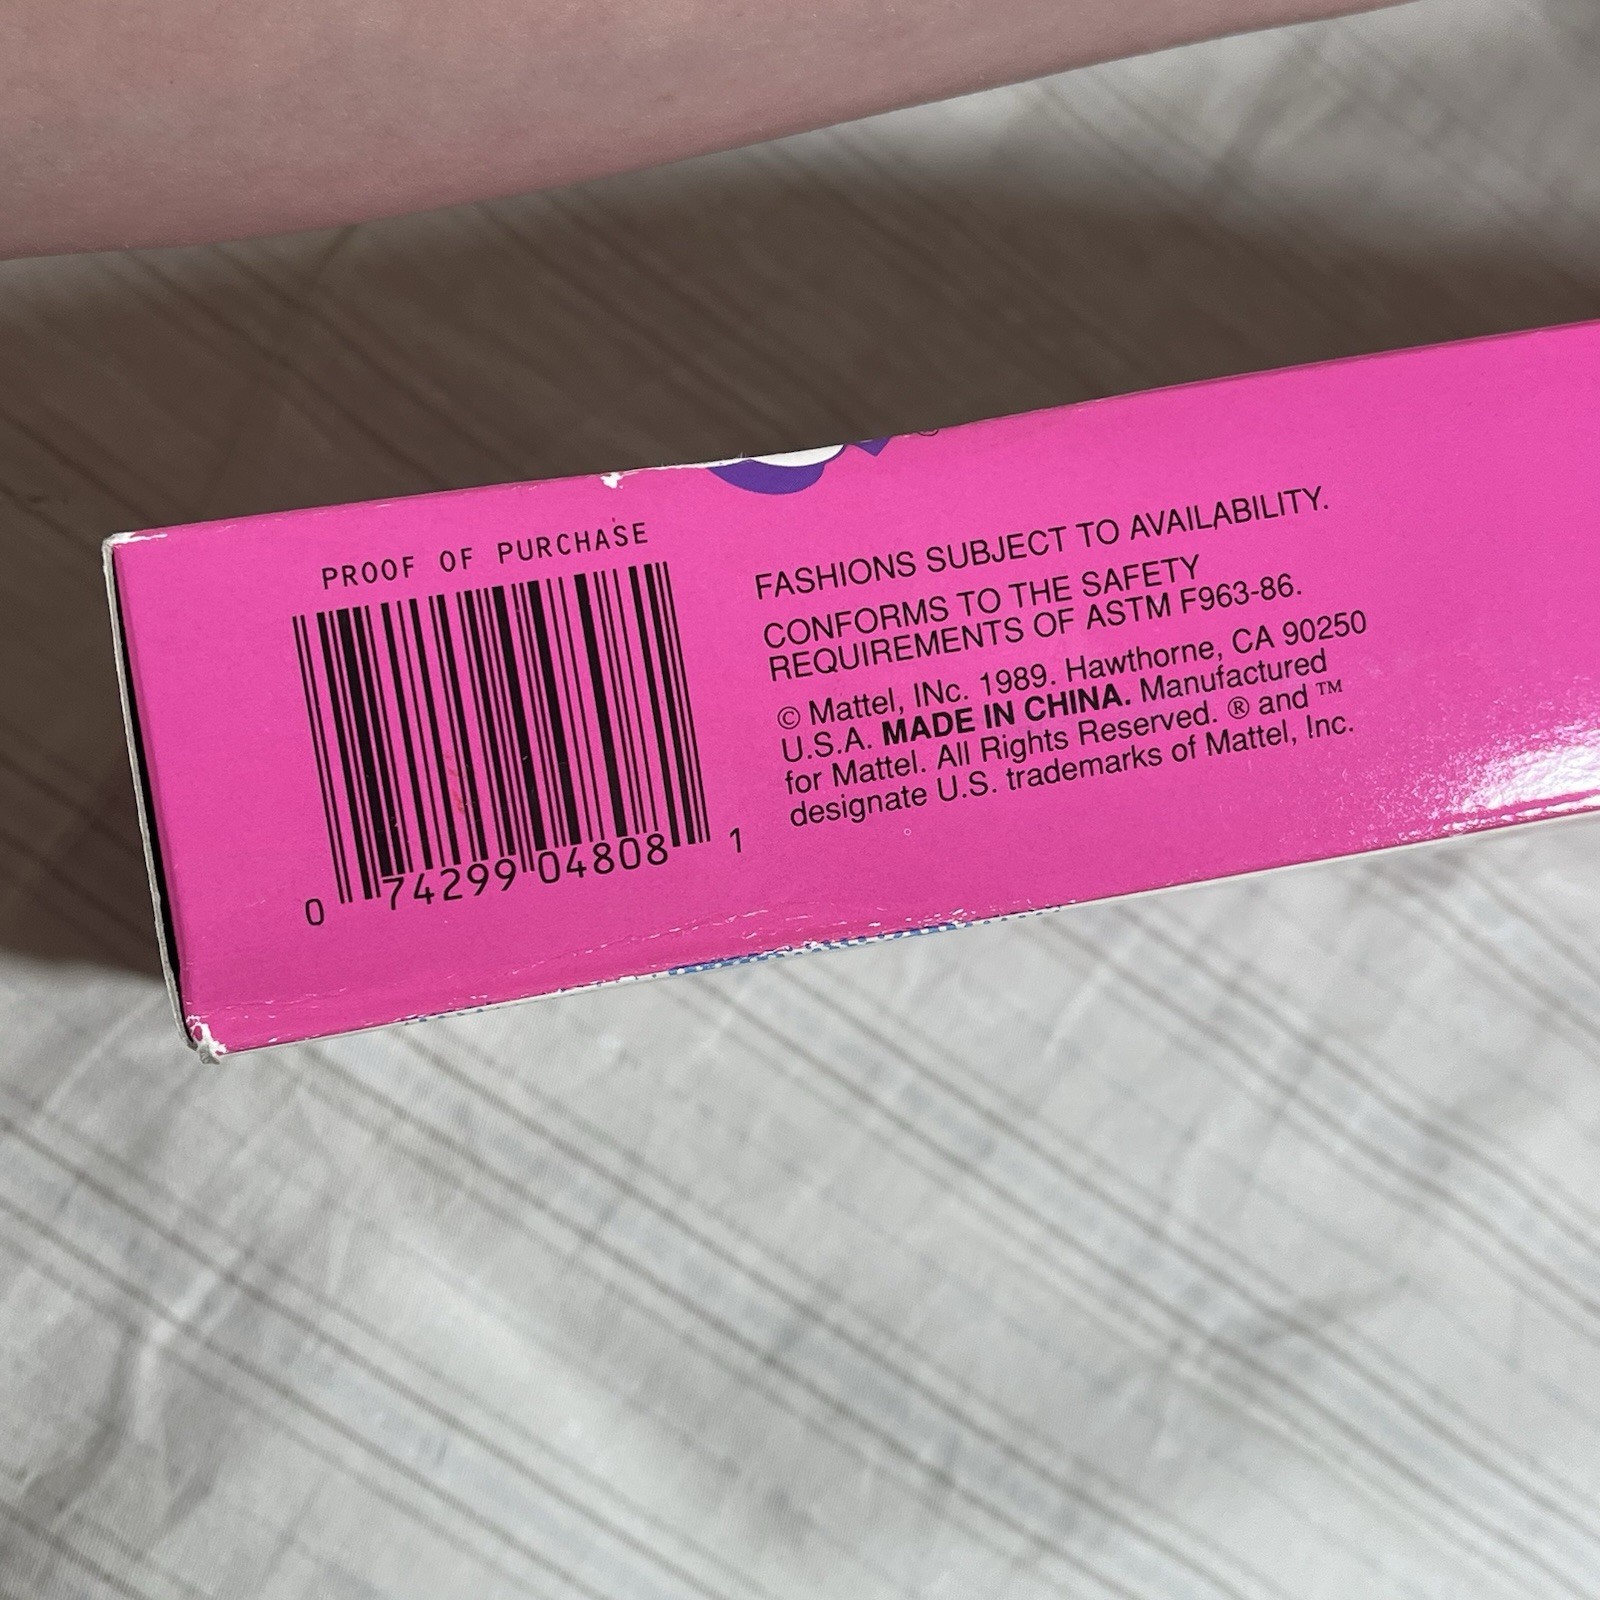 PROOF OF PURCHASE
0 74299 04808 1
FASHIONS SUBJECT TO AVAILABILITY.
CONFORMS TO THE SAFETY
REQUIREMENTS OF ASTM F963-86.
© Mattel, INc. 1989. Hawthorne, CA 90250
U.S.A. MADE IN CHINA. Manufactured
for Mattel. All Rights Reserved. ® and ™
designate U.S. trademarks of Mattel, Inc.